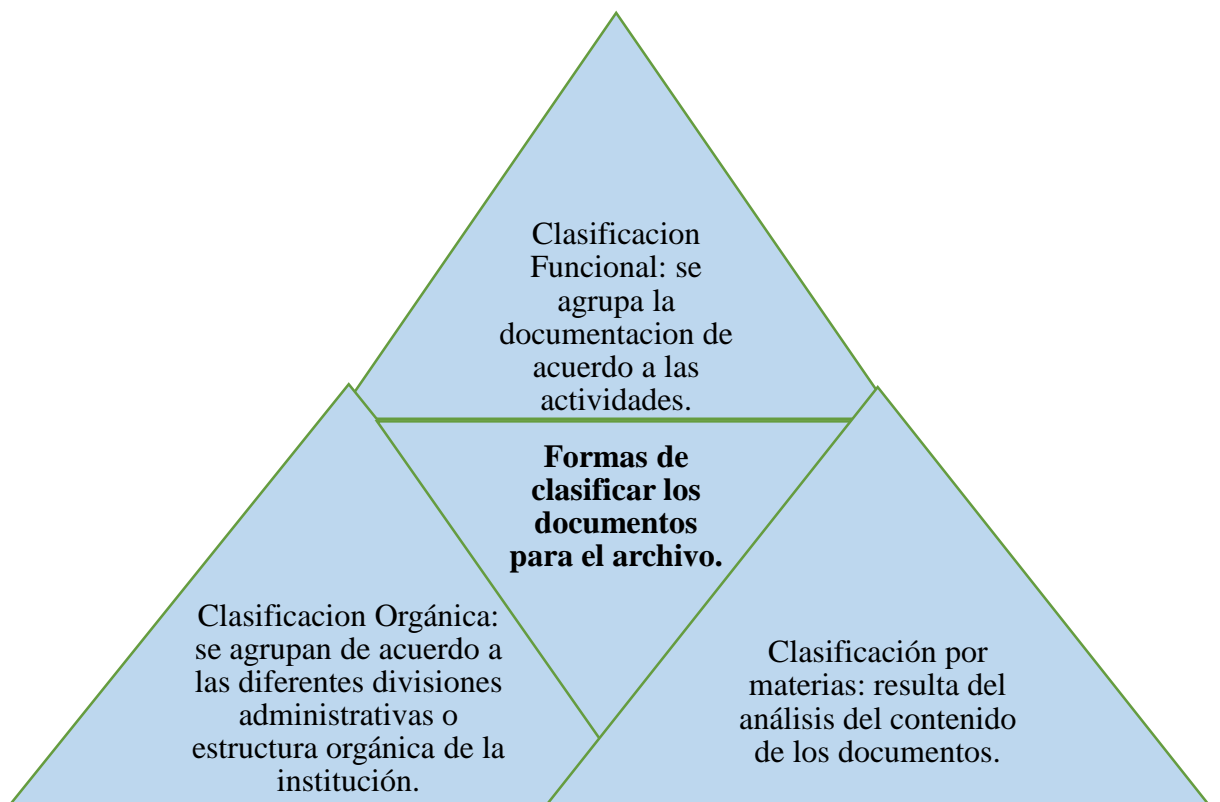 Clasificacion
Funcional: se
agrupa la
documentacion de
acuerdo a las
actividades.
Formas de
clasificar los
documentos
para el archivo.
Clasificacion Orgánica:
se agrupan de acuerdo a
las diferentes divisiones
administrativas o
estructura orgánica de la
institución.
Clasificación por
materias: resulta del
análisis del contenido
de los documentos.